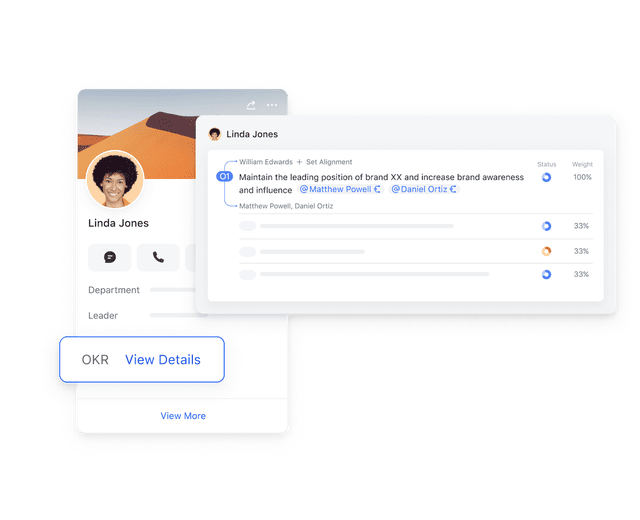 Linda Jones
Department
Leader
OKR View Details
View More
Linda Jones
William Edwards + Set Alignment
Status Weight
O1 Maintain the leading position of brand XX and increase brand awareness 100%
and influence @Matthew Powell @Daniel Ortiz
Matthew Powell, Daniel Ortiz
33%
33%
33%